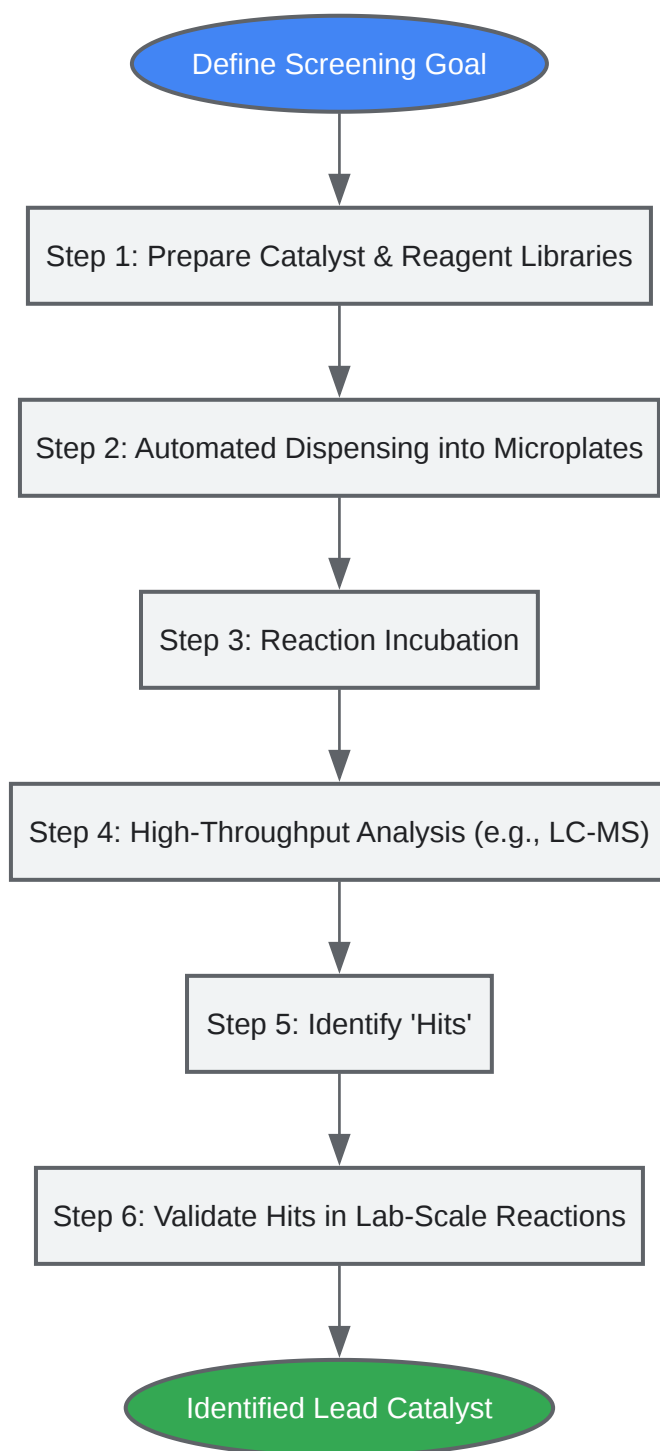 Define Screening Goal
Step 1: Prepare Catalyst & Reagent Libraries
Step 2: Automated Dispensing into Microplates
Step 3: Reaction Incubation
Step 4: High-Throughput Analysis (e.g., LC-MS)
Step 5: Identify 'Hits'
Step 6: Validate Hits in Lab-Scale Reactions
Identified Lead Catalyst